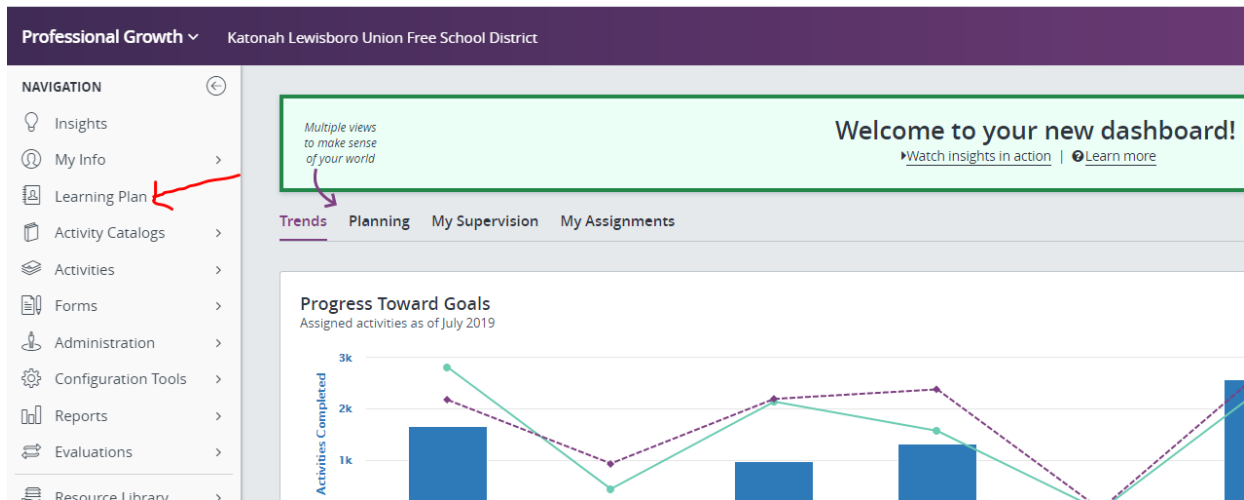 Professional Growth
Katonah Lewisboro Union Free School District
NAVIGATION
Insights
My Info
Learning Plan
Activity Catalogs
Activities
Forms
Administration
Configuration Tools
Reports
Evaluations
Resource Library
Multiple views
to make sense
of your world
Welcome to your new dashboard!
Watch insights in action | Learn more
Trends Planning My Supervision My Assignments
Progress Toward Goals
Assigned activities as of July 2019
Activities Completed
3k
2k
1k